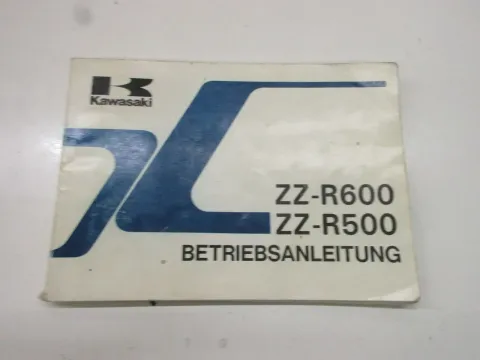 Kawasaki
ZZ-R600
ZZ-R500
BETRIEBSANLEITUNG